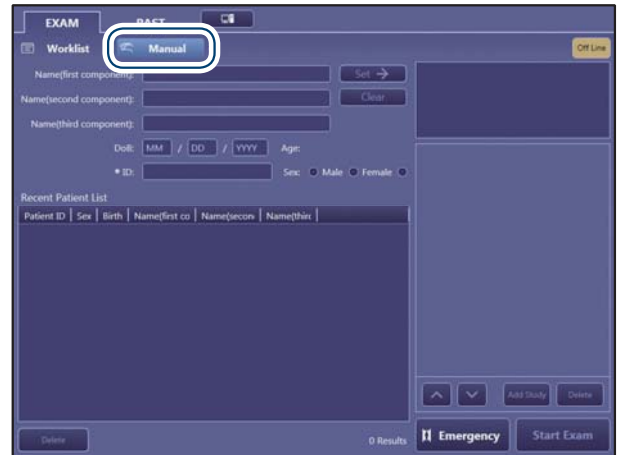 EXAM PAST
Worklist Manual Off Line
Name(first component): Set →
Name(second component): Clear
Name(third component):
DoB: MM / DD / YYYY Age:
* ID: Sex: Male Female
Recent Patient List
Patient ID Sex Birth Name(first co Name(secon Name(thir
Add Study Delete
Delete 0 Results Emergency Start Exam